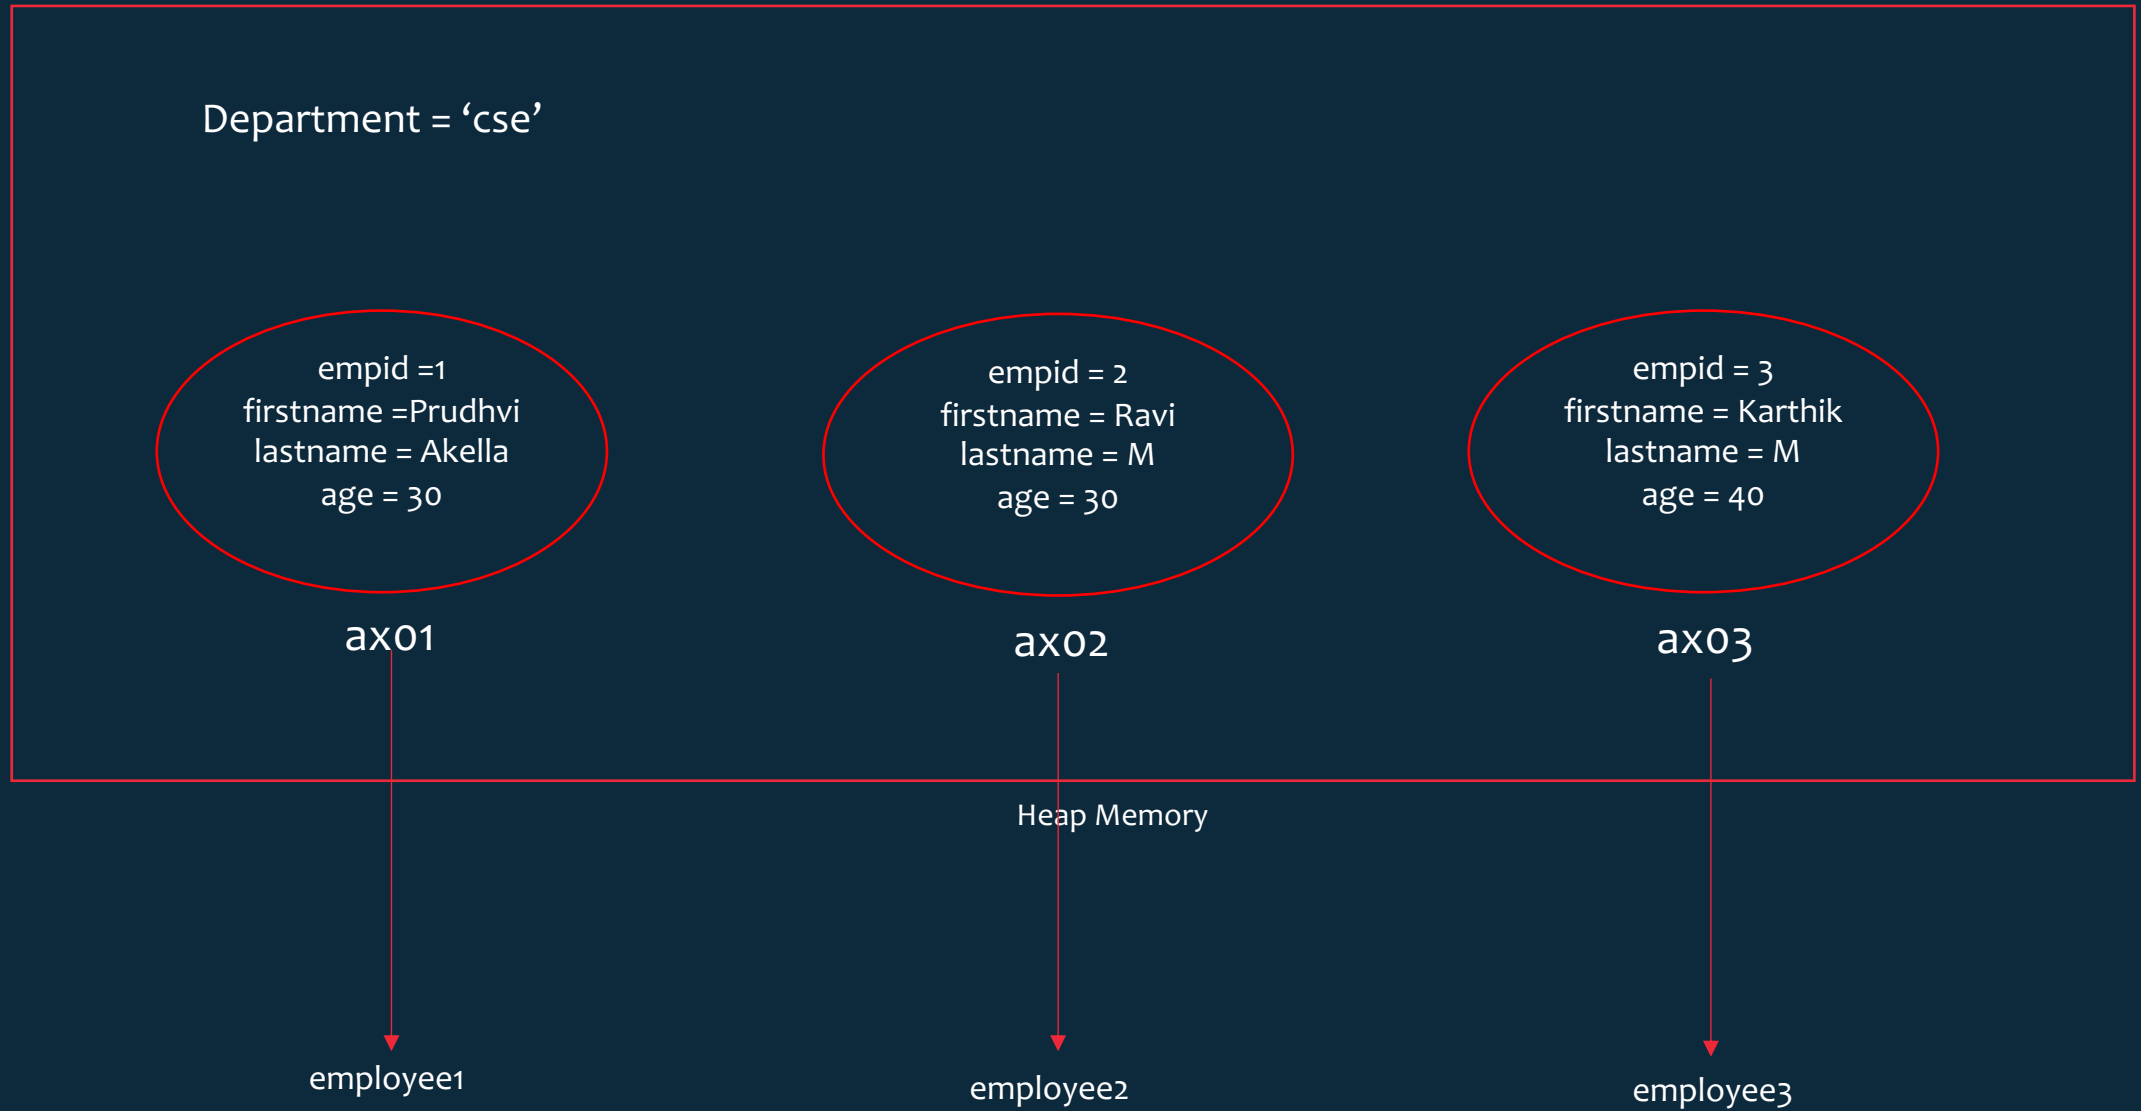 Department = ‘cse’
empid =1
firstname =Prudhvi
lastname = Akella
age = 30
ax01
empid = 2
firstname = Ravi
lastname = M
age = 30
ax02
empid = 3
firstname = Karthik
lastname = M
age = 40
ax03
Heap Memory
employee1
employee2
employee3